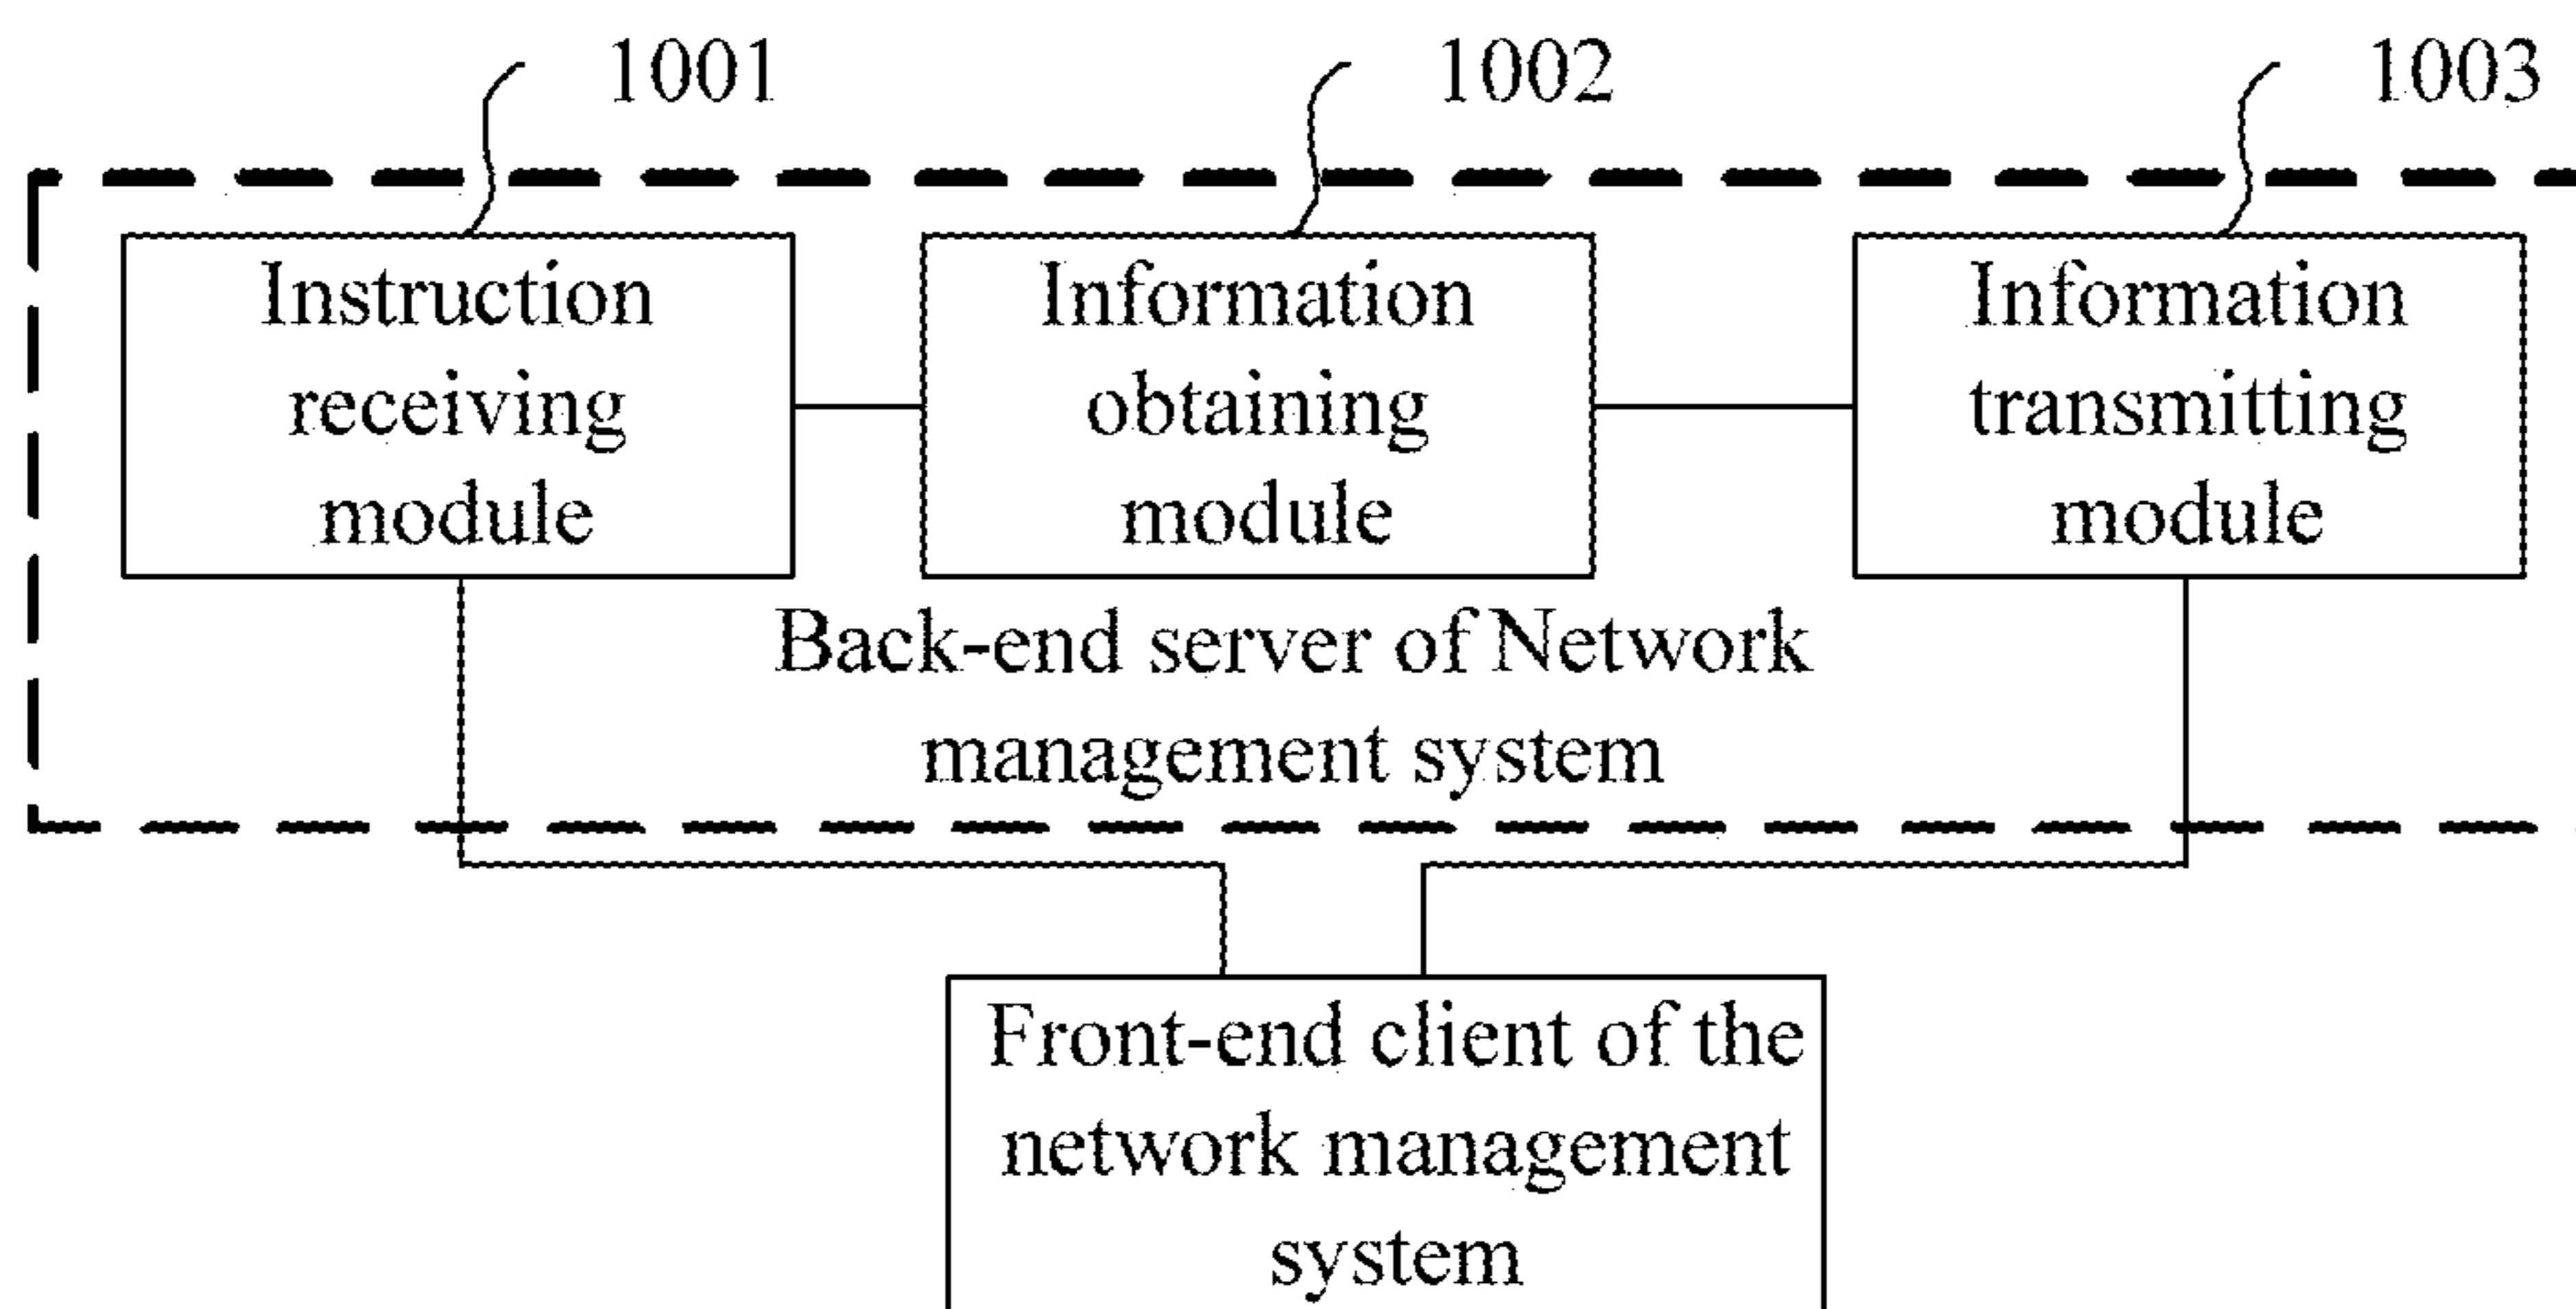 1001
1002
1003
Instruction
receiving
module
Information
obtaining
module
Information
transmitting
module
Back-end server of Network
management system
Front-end client of the
network management
system